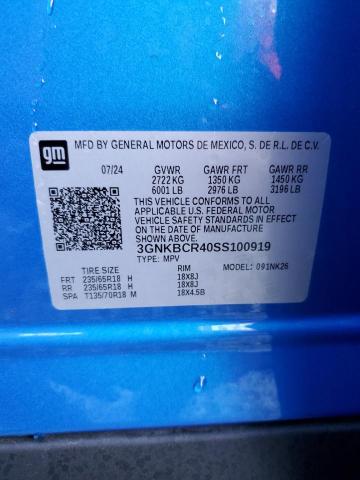 gm
MFD BY GENERAL MOTORS DE MEXICO, S. DE R.L. DE C.V.
07/24 GVWR GAWR FRT GAWR RR
2722 KG 1350 KG 1450 KG
6001 LB 2976 LB 3196 LB
THIS VEHICLE CONFORMS TO ALL
APPLICABLE U.S. FEDERAL MOTOR
VEHICLE SAFETY STANDARDS IN EFFECT
ON THE DATE OF MANUFACTURE
SHOWN ABOVE.
3GNKBCR40SS100919
TYPE: MPV
TIRE SIZE RIM MODEL: 091NK26
FRT 235/65R18 H 18X8J
RR 235/65R18 H 18X8J
SPA T135/70R18 M 18X4.5B